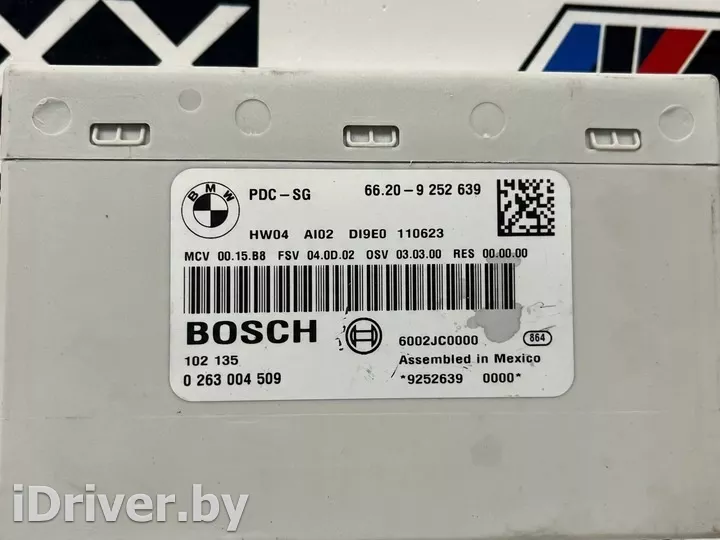 XXY
BMW
PDC-SG 66.20-9 252 639
HW04 AI02 DI9E0 110623
MCV 00.15.B8 FSV 04.0D.02 OSV 03.03.00 RES 00.00.00
BOSCH
6002JC0000 864
102 135 Assembled in Mexico
0 263 004 509 *9252639 0000*
iDriver.by